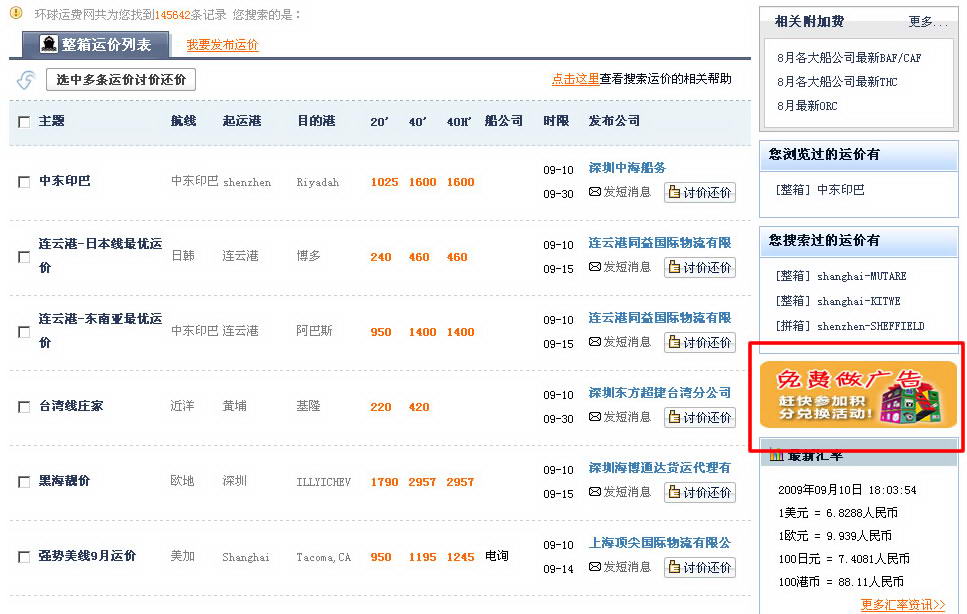 环球运费网共为您找到145642条记录 您搜索的是：
整箱运价列表 我要发布运价
选中多条运价讨价还价 点击这里查看搜索运价的相关帮助
主题 航线 起运港 目的港 20' 40' 40H' 船公司 时限 发布公司
中东印巴 中东印巴 shenzhen Riyadah 1025 1600 1600 09-10 深圳中海船务
09-30 发短消息 讨价还价
连云港-日本线最优运 日韩 连云港 博多 240 460 460 09-10 连云港同益国际物流有限
价 09-15 发短消息 讨价还价
连云港-东南亚最优运 中东印巴 连云港 阿巴斯 950 1400 1400 09-10 连云港同益国际物流有限
价 09-15 发短消息 讨价还价
台湾线庄家 近洋 黄埔 基隆 220 420 09-10 深圳东方超捷台湾分公司
09-30 发短消息 讨价还价
黑海靓价 欧地 深圳 ILLYICHEV 1790 2957 2957 09-10 深圳海博通达货运代理有
09-15 发短消息 讨价还价
强势美线9月运价 美加 Shanghai Tacoma,CA 950 1195 1245 电询 09-10 上海顶尖国际物流有限公
09-14 发短消息 讨价还价
相关附加费 更多...
8月各大船公司最新BAF/CAF
8月各大船公司最新THC
8月最新ORC
您浏览过的运价有
[整箱] 中东印巴
您搜索过的运价有
[整箱] shanghai-MUTARE
[整箱] shanghai-KITWE
[拼箱] shenzhen-SHEFFIELD
免费做广告
赶快参加积
分兑换活动!
最新汇率
2009年09月10日 18:03:54
1美元 = 6.8288人民币
1欧元 = 9.939人民币
100日元 = 7.4081人民币
100港币 = 88.11人民币
更多汇率资讯>>